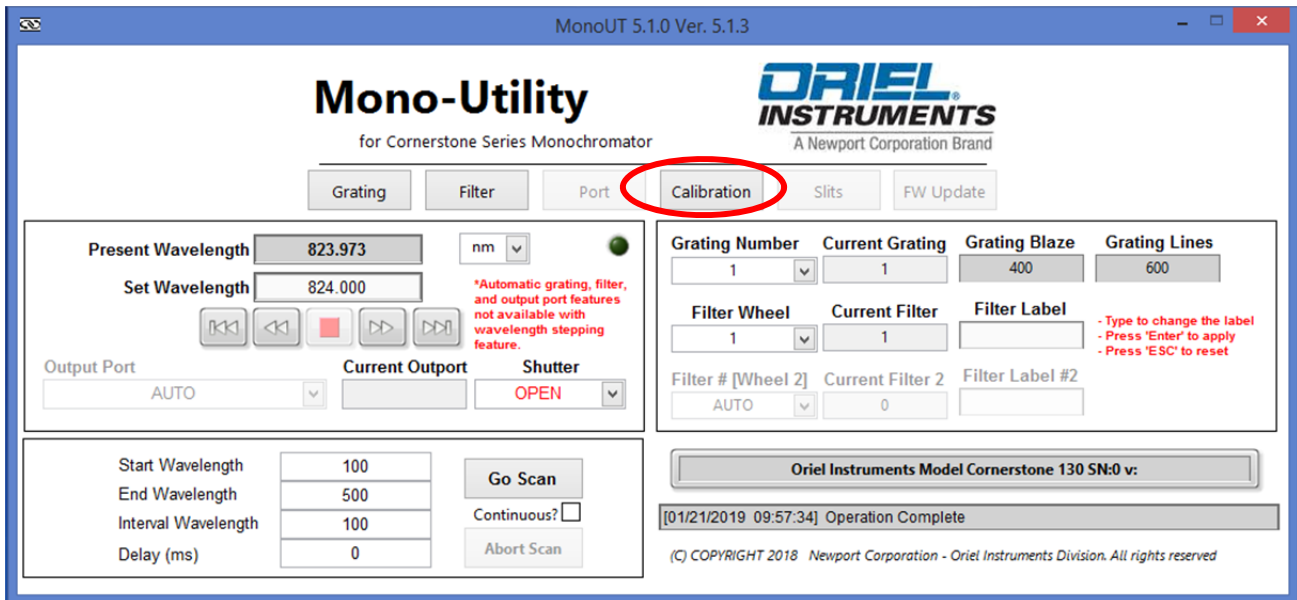 MonoUT 5.1.0 Ver. 5.1.3
Mono-Utility
for Cornerstone Series Monochromator
ORIEL®
INSTRUMENTS
A Newport Corporation Brand
Grating Filter Port Calibration Slits FW Update
Present Wavelength 823.973 nm
Set Wavelength 824.000
*Automatic grating, filter,
and output port features
not available with
wavelength stepping
feature.
Output Port Current Outport Shutter
AUTO OPEN
Grating Number Current Grating Grating Blaze Grating Lines
1 1 400 600
Filter Wheel Current Filter Filter Label
1 1
- Type to change the label
- Press 'Enter' to apply
- Press 'ESC' to reset
Filter # [Wheel 2] Current Filter 2 Filter Label #2
AUTO 0
Start Wavelength 100
End Wavelength 500
Interval Wavelength 100
Delay (ms) 0
Go Scan
Continuous?
Abort Scan
Oriel Instruments Model Cornerstone 130 SN:0 v:
[01/21/2019 09:57:34] Operation Complete
(C) COPYRIGHT 2018 Newport Corporation - Oriel Instruments Division. All rights reserved